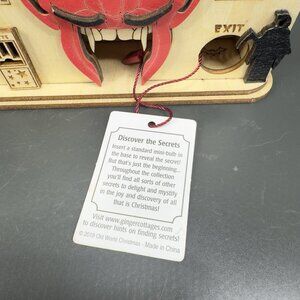 EXIT
Discover the Secrets
Insert a standard mini-bulb in
the base to reveal the secret!
But that's just the beginning...
Throughout the collection
you'll find all sorts of other
secrets to delight and mystify
in the joy and discovery of all
that is Christmas!
Visit www.gingercottages.com
to discover hints on finding secrets!
© 2019 Old World Christmas - Made in China